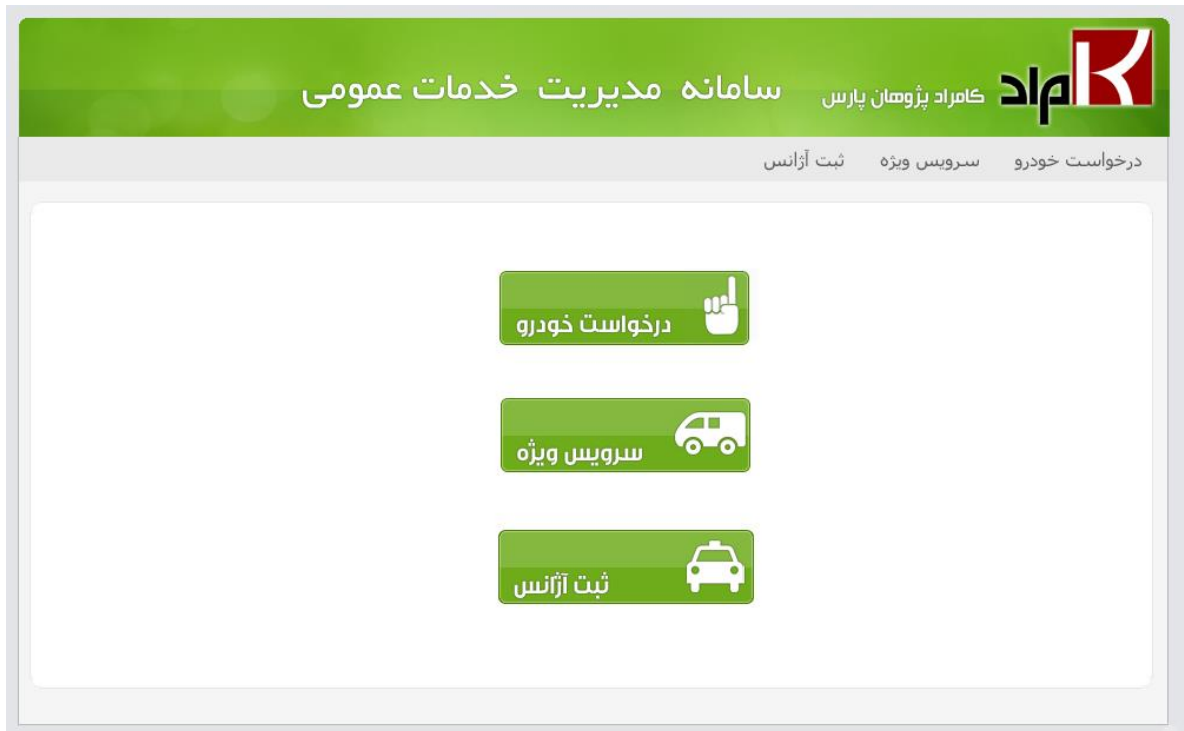 کامراد
کامراد پژوهان پارس
سامانه مدیریت خدمات عمومی
درخواست خودرو
سرویس ویژه
ثبت آژانس
درخواست خودرو
سرویس ویژه
ثبت آژانس